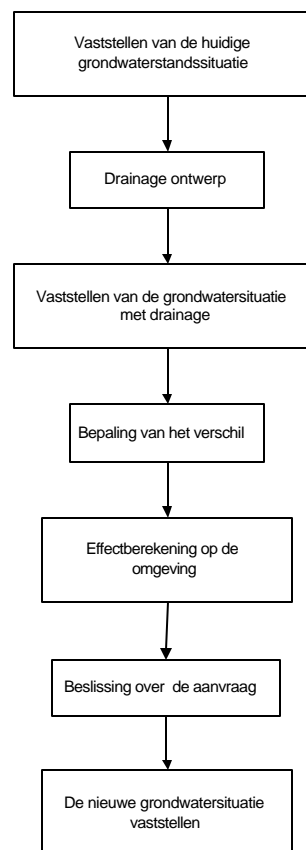 Vaststellen van de huidige
grondwaterstandssituatie
Drainage ontwerp
Vaststellen van de grondwatersituatie
met drainage
Bepaling van het verschil
Effectberekening op de
omgeving
Beslissing over de aanvraag
De nieuwe grondwatersituatie
vaststellen